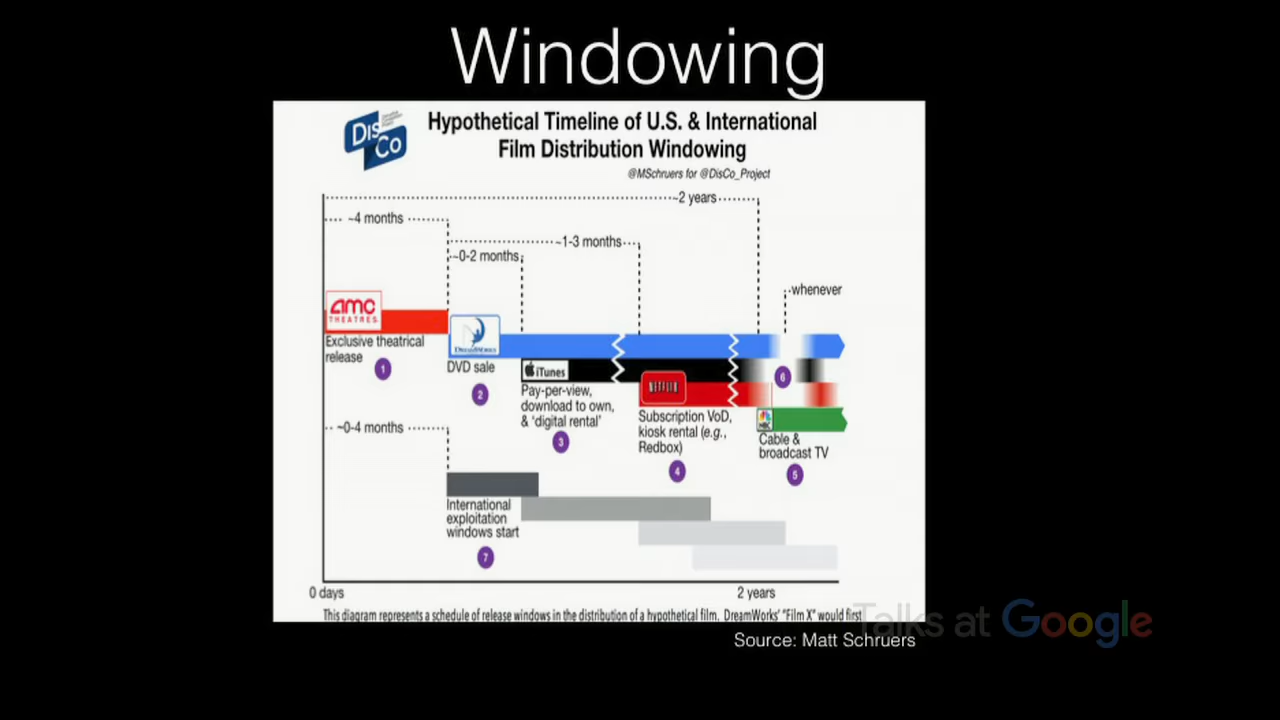 Windowing
DisCo
Hypothetical Timeline of U.S. & International
Film Distribution Windowing
@MSchruers for @DisCo_Project
~2 years
~4 months
~1-3 months
~0-2 months
whenever
amc
THEATRES
Exclusive theatrical
release
1
DREAMWORKS
DVD sale
2
iTunes
Pay-per-view,
download to own,
& 'digital rental'
3
NETFLIX
Subscription VoD,
kiosk rental (e.g.,
Redbox)
4
6
NBC
Cable &
broadcast TV
5
~0-4 months
International
exploitation
windows start
7
0 days
2 years
This diagram represents a schedule of release windows in the distribution of a hypothetical film. DreamWorks' "Film X" would first
Talks at Google
Source: Matt Schruers